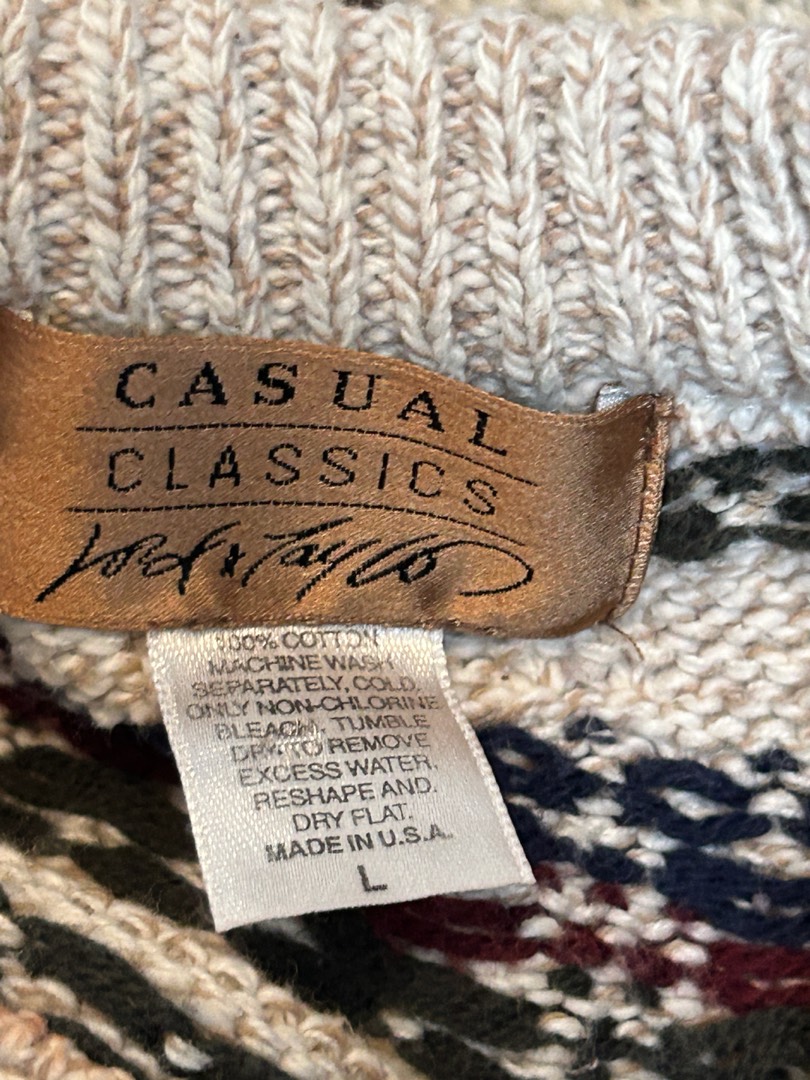 CASUAL
CLASSICS
Lord & Taylor
100% COTTON
MACHINE WASH
SEPARATELY, COLD.
ONLY NON-CHLORINE
BLEACH, TUMBLE
DRY TO REMOVE
EXCESS WATER,
RESHAPE AND.
DRY FLAT.
MADE IN U.S.A.
L